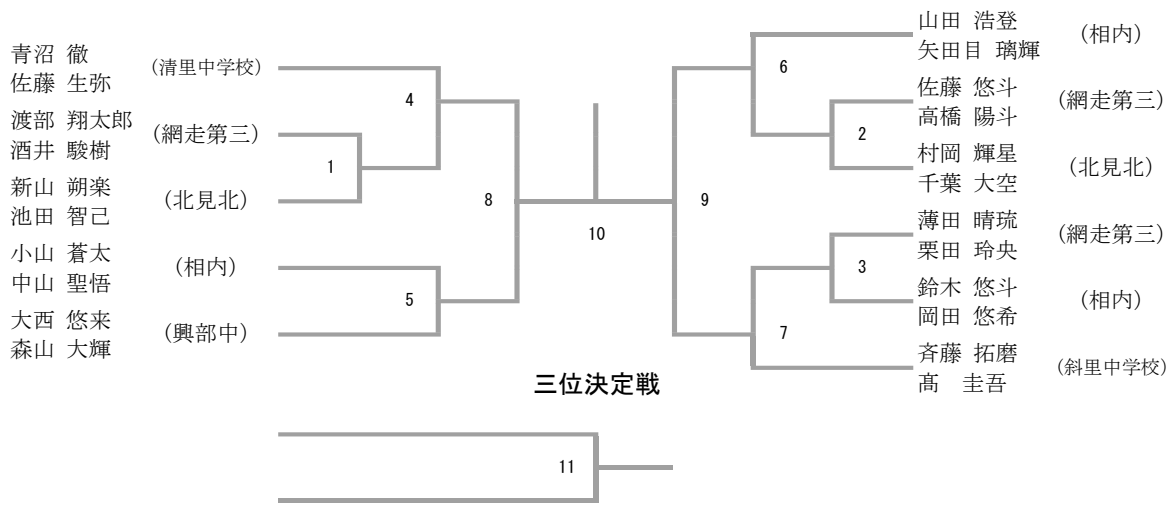 青沼 徹
佐藤 生弥
(清里中学校)
渡部 翔太郎
酒井 駿樹
(網走第三)
新山 朔楽
池田 智己
(北見北)
小山 蒼太
中山 聖悟
(相内)
大西 悠来
森山 大輝
(興部中)
4
1
8
5
10
6
2
9
3
7
山田 浩登
矢田目 璃輝
(相内)
佐藤 悠斗
高橋 陽斗
(網走第三)
村岡 輝星
千葉 大空
(北見北)
薄田 晴琉
栗田 玲央
(網走第三)
鈴木 悠斗
岡田 悠希
(相内)
斉藤 拓磨
髙 圭吾
(斜里中学校)
三位決定戦
11